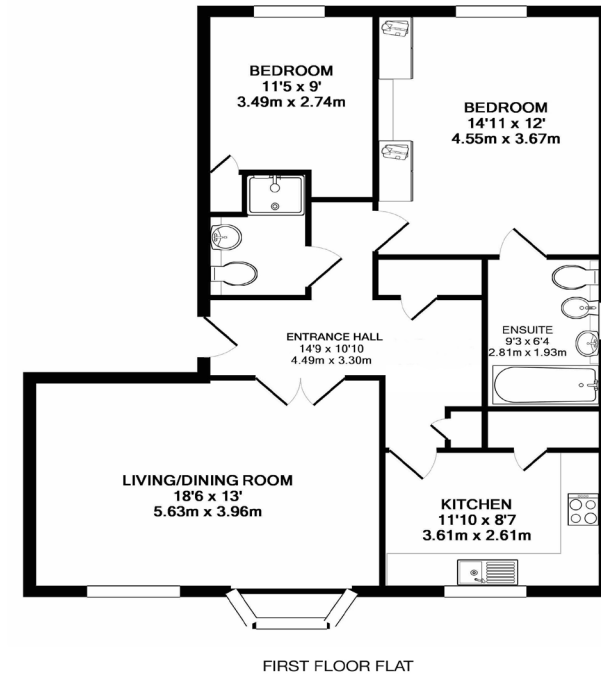 BEDROOM
11'5 x 9'
3.49m x 2.74m
BEDROOM
14'11 x 12'
4.55m x 3.67m
ENSUITE
9'3 x 6'4
2.81m x 1.93m
ENTRANCE HALL
14'9 x 10'10
4.49m x 3.30m
LIVING/DINING ROOM
18'6 x 13'
5.63m x 3.96m
KITCHEN
11'10 x 8'7
3.61m x 2.61m
FIRST FLOOR FLAT